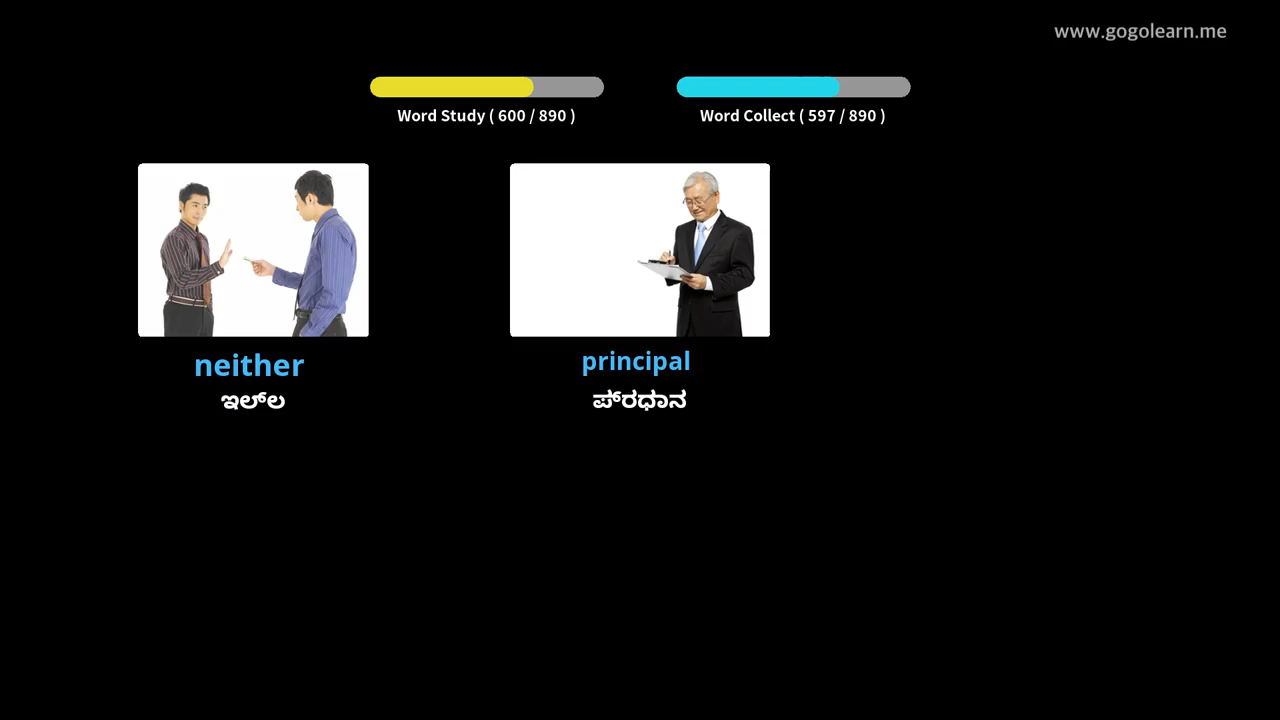 www.gogolearn.me
Word Study ( 600 / 890 )
Word Collect ( 597 / 890 )
neither
ಇಲ್ಲ
principal
ಪ್ರಧಾನ